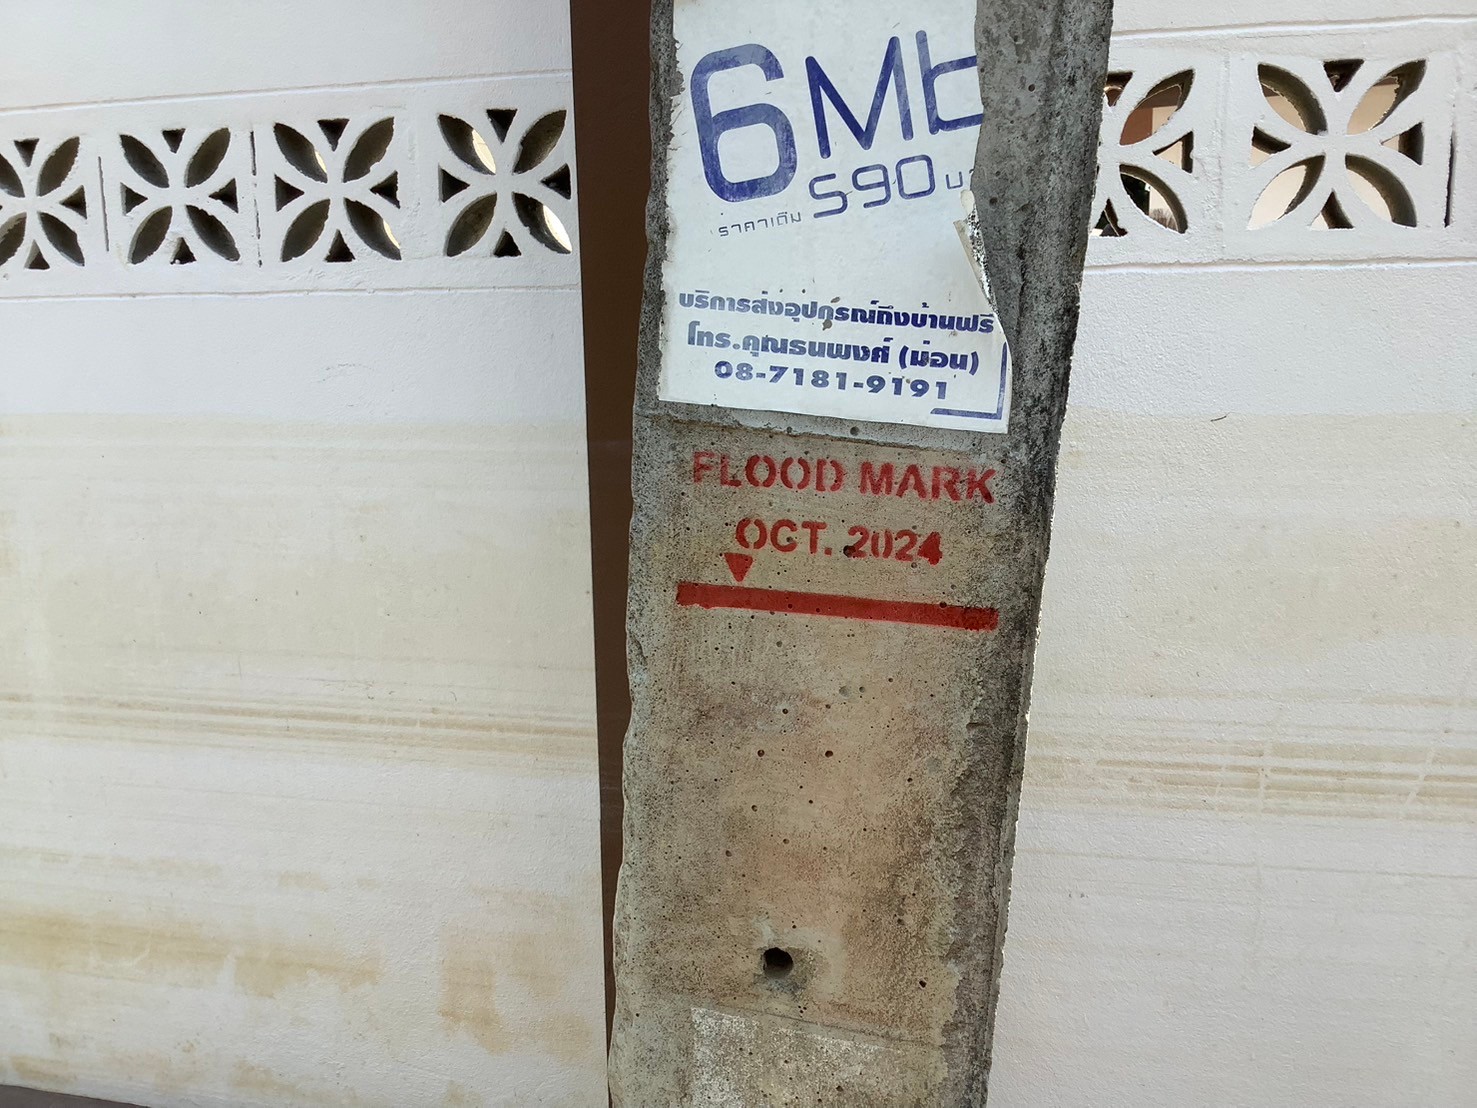 6Mb
ราคาเดิม 590
บริการส่งอุปกรณ์ถึงบ้านฟรี
โทร.คุณธนพงศ์ (ม่อน)
08-7181-9191
FLOOD MARK
OCT. 2024